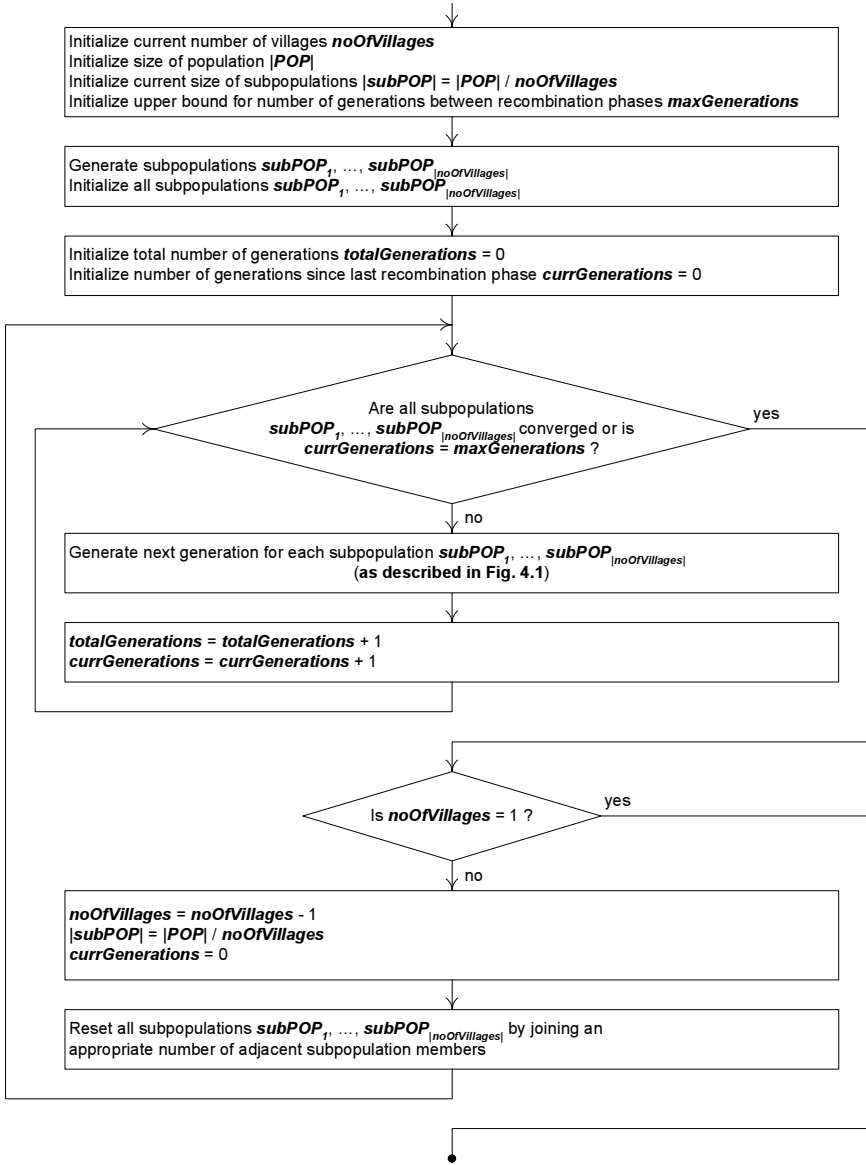 Initialize current number of villages noOfVillages
Initialize size of population |POP|
Initialize current size of subpopulations |subPOP| = |POP| / noOfVillages
Initialize upper bound for number of generations between recombination phases maxGenerations
Generate subpopulations subPOP1, ..., subPOP|noOfVillages|
Initialize all subpopulations subPOP1, ..., subPOP|noOfVillages|
Initialize total number of generations totalGenerations = 0
Initialize number of generations since last recombination phase currGenerations = 0
Are all subpopulations
subPOP1, ..., subPOP|noOfVillages| converged or is
currGenerations = maxGenerations ?
yes
no
Generate next generation for each subpopulation subPOP1, ..., subPOP|noOfVillages|
(as described in Fig. 4.1)
totalGenerations = totalGenerations + 1
currGenerations = currGenerations + 1
Is noOfVillages = 1 ?
yes
no
noOfVillages = noOfVillages - 1
|subPOP| = |POP| / noOfVillages
currGenerations = 0
Reset all subpopulations subPOP1, ..., subPOP|noOfVillages| by joining an
appropriate number of adjacent subpopulation members